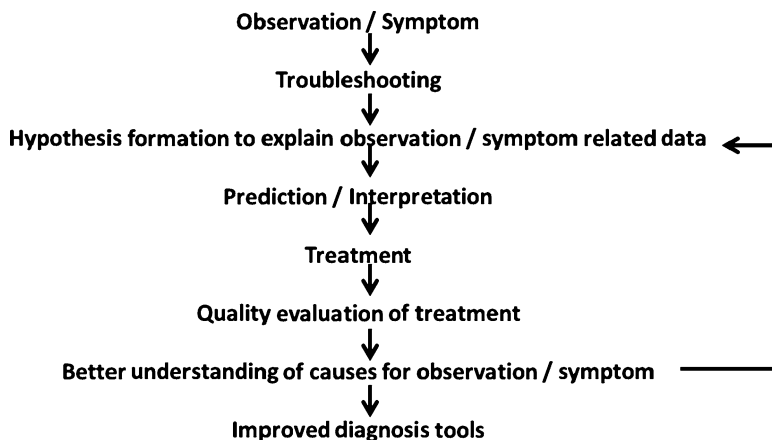 Observation / Symptom
Troubleshooting
Hypothesis formation to explain observation / symptom related data
Prediction / Interpretation
Treatment
Quality evaluation of treatment
Better understanding of causes for observation / symptom
Improved diagnosis tools